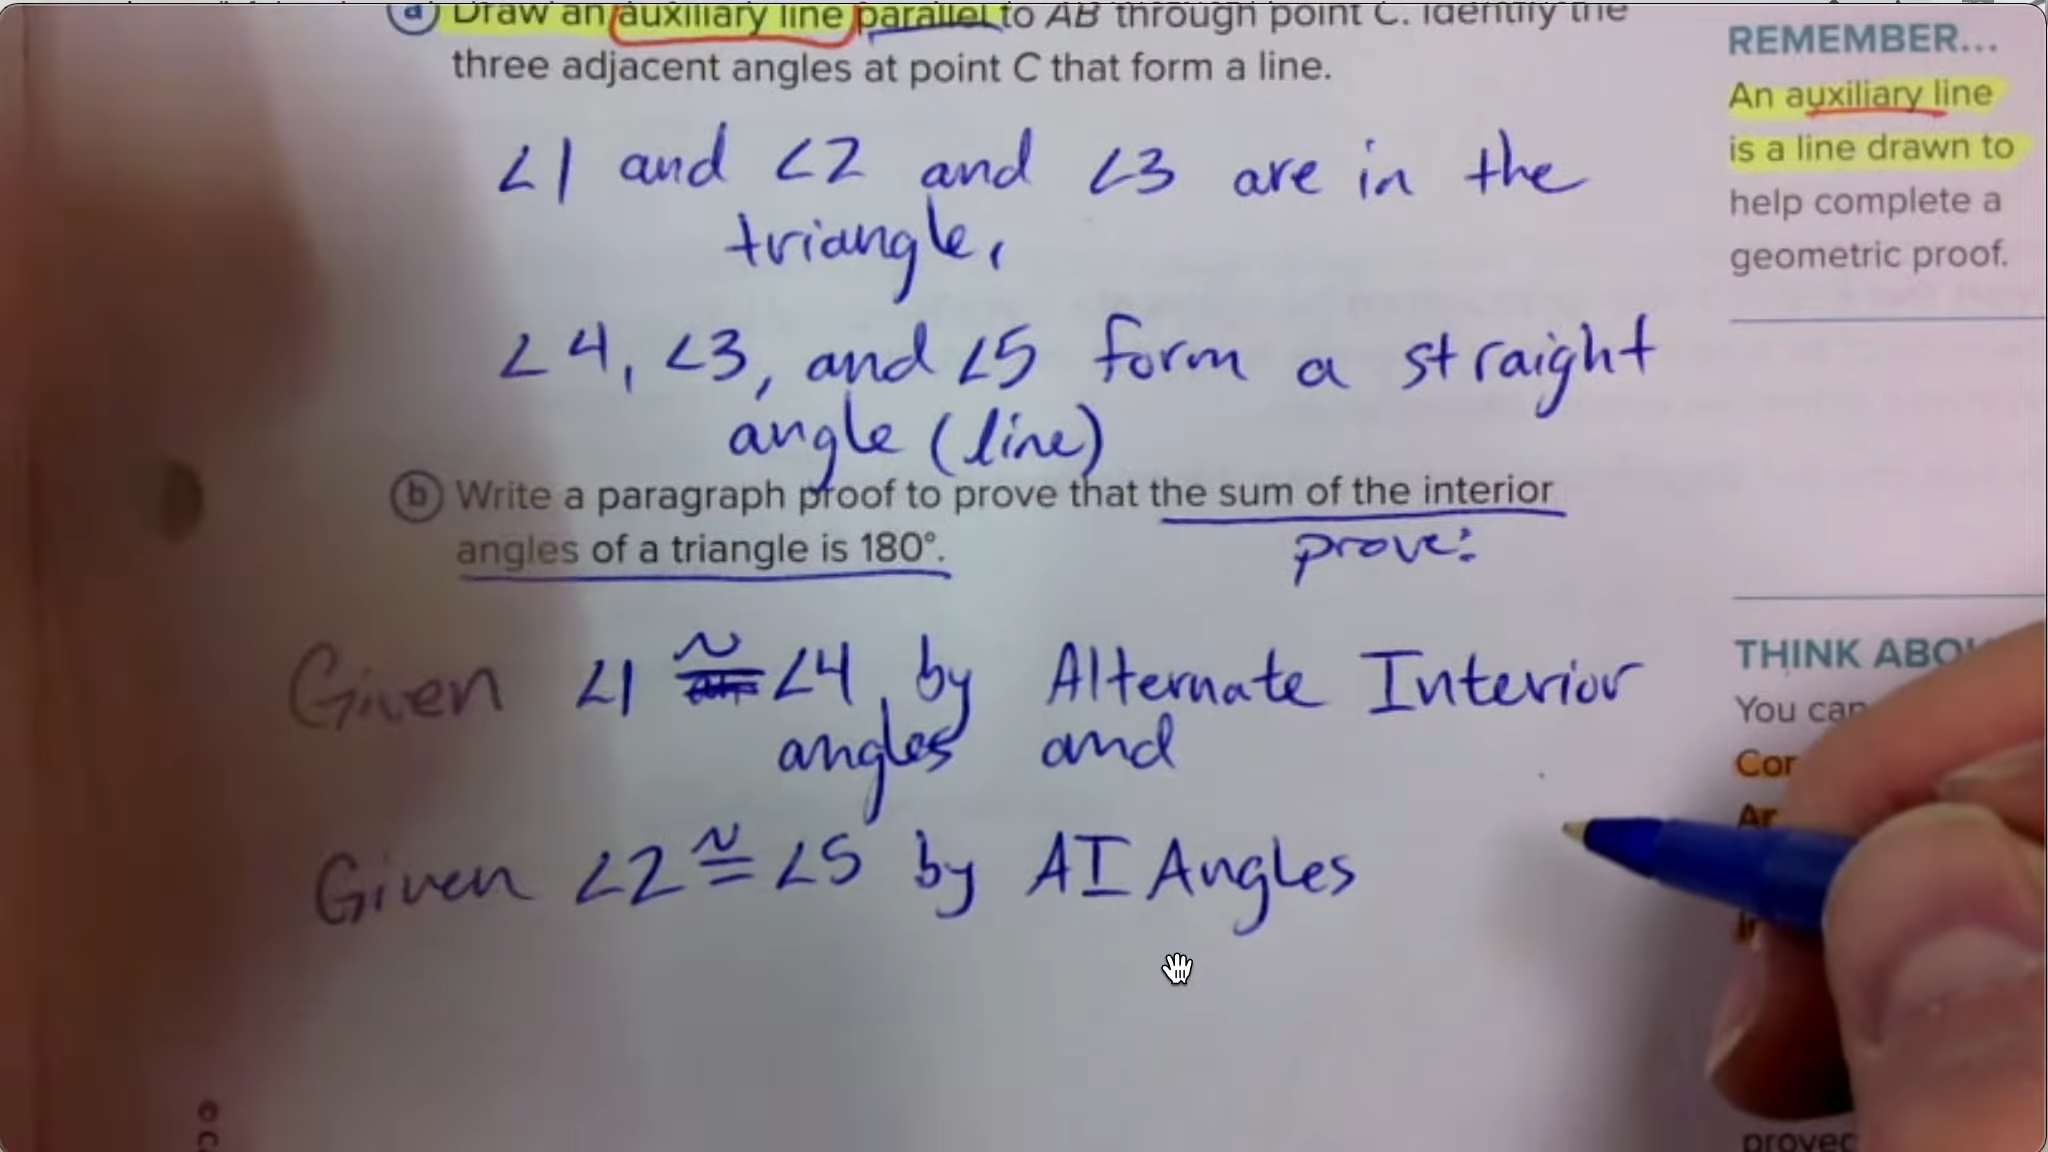 a Draw an auxiliary line parallel to AB through point C. Identify the
three adjacent angles at point C that form a line.
∠1 and ∠2 and ∠3 are in the
triangle,
∠4, ∠3, and ∠5 form a straight
angle (line)
b Write a paragraph proof to prove that the sum of the interior
angles of a triangle is 180°.
prove:
Given ∠1 ≅ ∠4, by Alternate Interior
angles and
Given ∠2 ≅ ∠5 by AI Angles
REMEMBER...
An auxiliary line
is a line drawn to
help complete a
geometric proof.
THINK ABO
You can
Cor